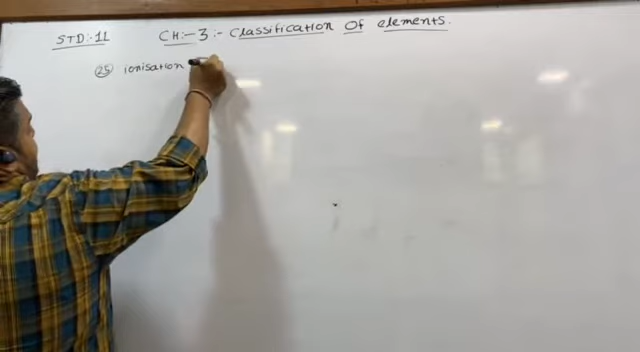 STD:-11 CH:-3:- Classification Of elements.
(25) ionisation